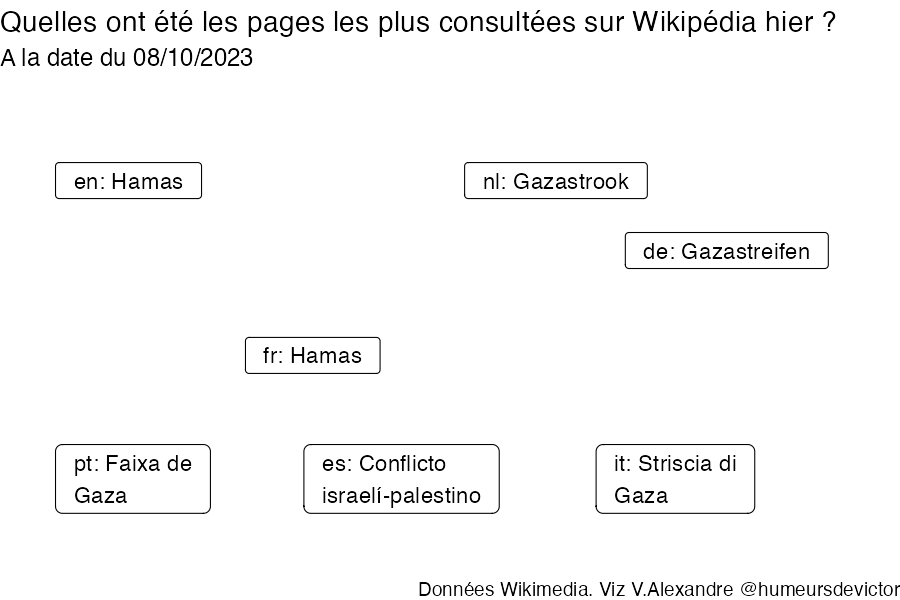 Quelles ont été les pages les plus consultées sur Wikipédia hier ?
A la date du 08/10/2023
en: Hamas
nl: Gazastrook
de: Gazastreifen
fr: Hamas
pt: Faixa de
Gaza
es: Conflicto
israelí-palestino
it: Striscia di
Gaza
Données Wikimedia. Viz V.Alexandre @humeursdevictor